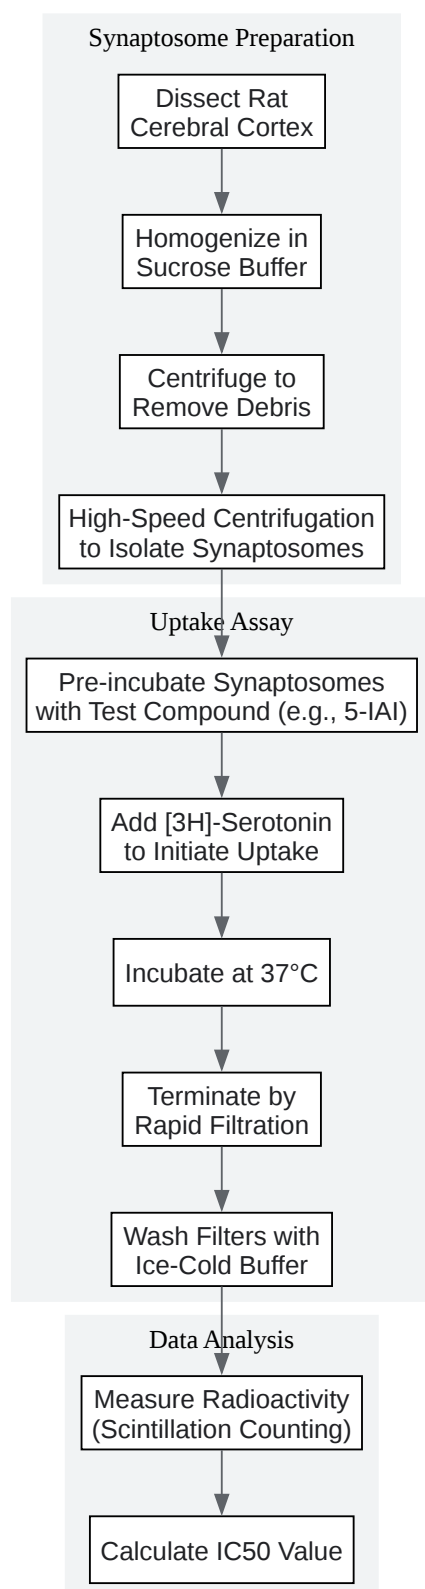 Synaptosome Preparation
Dissect Rat
Cerebral Cortex
Homogenize in
Sucrose Buffer
Centrifuge to
Remove Debris
High-Speed Centrifugation
to Isolate Synaptosomes
Uptake Assay
Pre-incubate Synaptosomes
with Test Compound (e.g., 5-IAI)
Add [3H]-Serotonin
to Initiate Uptake
Incubate at 37°C
Terminate by
Rapid Filtration
Wash Filters with
Ice-Cold Buffer
Data Analysis
Measure Radioactivity
(Scintillation Counting)
Calculate IC50 Value